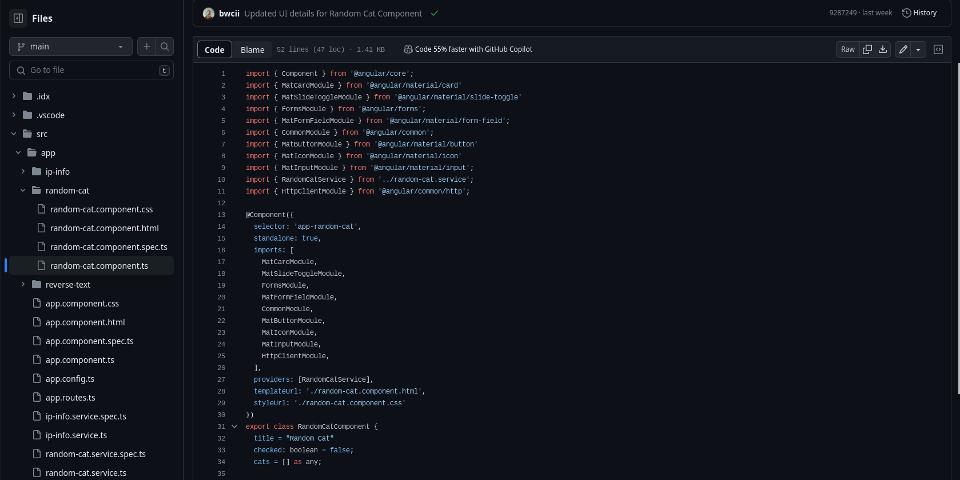 Files
main
Go to file
t
.idx
.vscode
src
app
ip-info
random-cat
random-cat.component.css
random-cat.component.html
random-cat.component.spec.ts
random-cat.component.ts
reverse-text
app.component.css
app.component.html
app.component.spec.ts
app.component.ts
app.config.ts
app.routes.ts
ip-info.service.spec.ts
ip-info.service.ts
random-cat.service.spec.ts
random-cat.service.ts
bwcii Updated UI details for Random Cat Component
9287249 · last week
History
Code Blame 52 lines (47 loc) · 1.41 KB Code 55% faster with GitHub Copilot
Raw
1 import { Component } from '@angular/core';
2 import { MatCardModule } from '@angular/material/card'
3 import { MatSlideToggleModule } from '@angular/material/slide-toggle'
4 import { FormsModule } from '@angular/forms';
5 import { MatFormFieldModule } from '@angular/material/form-field';
6 import { CommonModule } from '@angular/common';
7 import { MatButtonModule } from '@angular/material/button'
8 import { MatIconModule } from '@angular/material/icon'
9 import { MatInputModule } from '@angular/material/input';
10 import { RandomCatService } from '../random-cat.service';
11 import { HttpClientModule } from '@angular/common/http';
12
13 @Component({
14 selector: 'app-random-cat',
15 standalone: true,
16 imports: [
17 MatCardModule,
18 MatSlideToggleModule,
19 FormsModule,
20 MatFormFieldModule,
21 CommonModule,
22 MatButtonModule,
23 MatIconModule,
24 MatInputModule,
25 HttpClientModule,
26 ],
27 providers: [RandomCatService],
28 templateUrl: './random-cat.component.html',
29 styleUrl: './random-cat.component.css'
30 })
31 export class RandomCatComponent {
32 title = "Random Cat"
33 checked: boolean = false;
34 cats = [] as any;
35